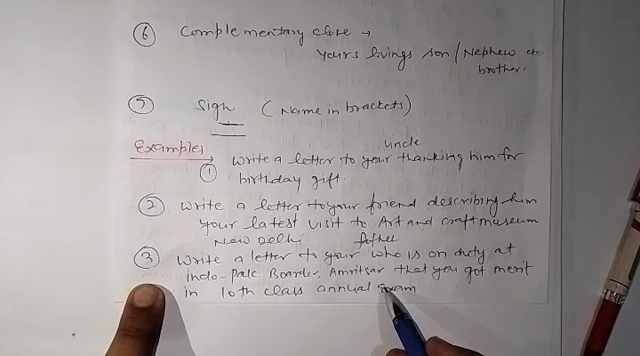 ⑥ Complementary close →
yours livings son/Nephew etc
brother.
⑦ Sign (Name in brackets)
Examples
uncle
① Write a letter to your thanking him for
birthday gift.
② Write a letter to your friend describing him
your latest visit to Art and craft museum
New Delhi
father
③ Write a letter to your who is on duty at
Indo-Pak Boarder, Amritsar that you got merit
in 10th class annual exam